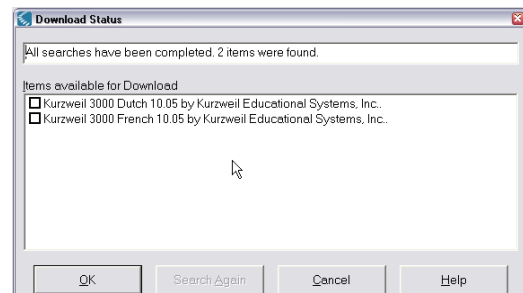 Download Status
All searches have been completed. 2 items were found.
Items available for Download
Kurzweil 3000 Dutch 10.05 by Kurzweil Educational Systems, Inc..
Kurzweil 3000 French 10.05 by Kurzweil Educational Systems, Inc..
OK Search Again Cancel Help